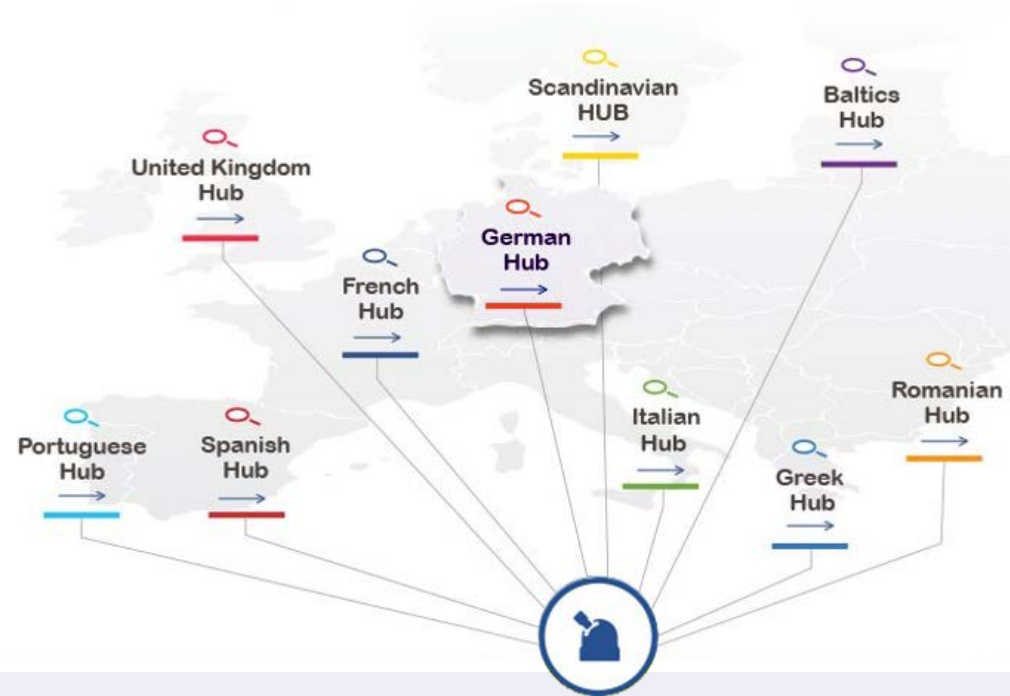 Scandinavian
HUB
Baltics
Hub
United Kingdom
Hub
German
Hub
French
Hub
Romanian
Hub
Italian
Hub
Portuguese
Hub
Spanish
Hub
Greek
Hub